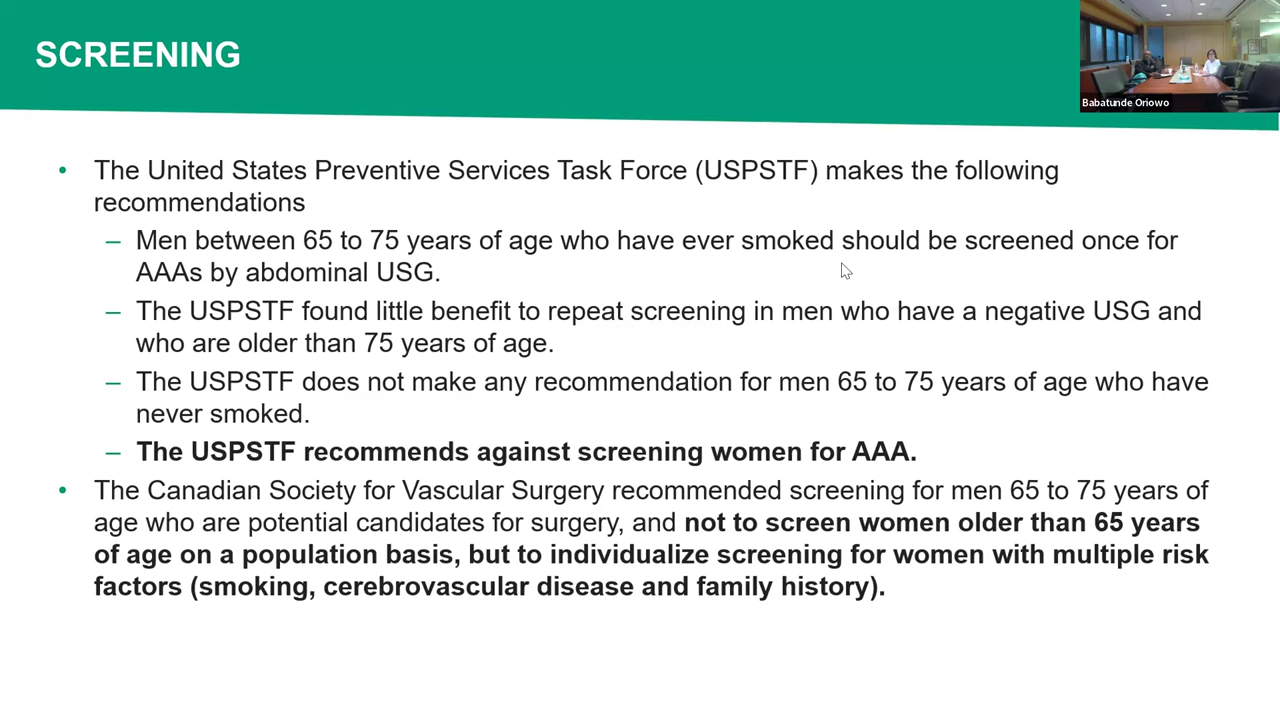 SCREENING
Babatunde Oriowo
• The United States Preventive Services Task Force (USPSTF) makes the following
recommendations
– Men between 65 to 75 years of age who have ever smoked should be screened once for
AAAs by abdominal USG.
– The USPSTF found little benefit to repeat screening in men who have a negative USG and
who are older than 75 years of age.
– The USPSTF does not make any recommendation for men 65 to 75 years of age who have
never smoked.
– The USPSTF recommends against screening women for AAA.
• The Canadian Society for Vascular Surgery recommended screening for men 65 to 75 years of
age who are potential candidates for surgery, and not to screen women older than 65 years
of age on a population basis, but to individualize screening for women with multiple risk
factors (smoking, cerebrovascular disease and family history).